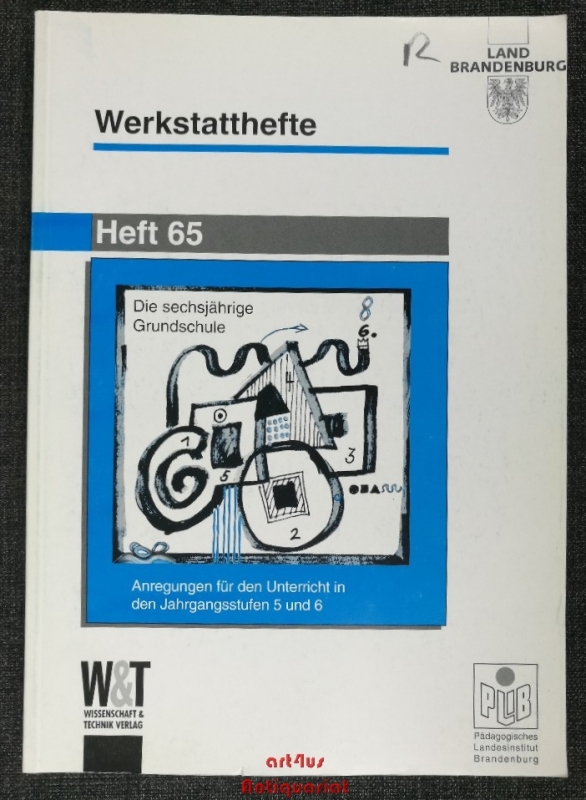 R
LAND
BRANDENBURG
Werkstatthefte
Heft 65
Die sechsjährige
Grundschule
8
6.
4
1
3
5
2
Anregungen für den Unterricht in
den Jahrgangsstufen 5 und 6
W&T
WISSENSCHAFT &
TECHNIK VERLAG
PLIB
Pädagogisches
Landesinstitut
Brandenburg
art4us
Antiquariat